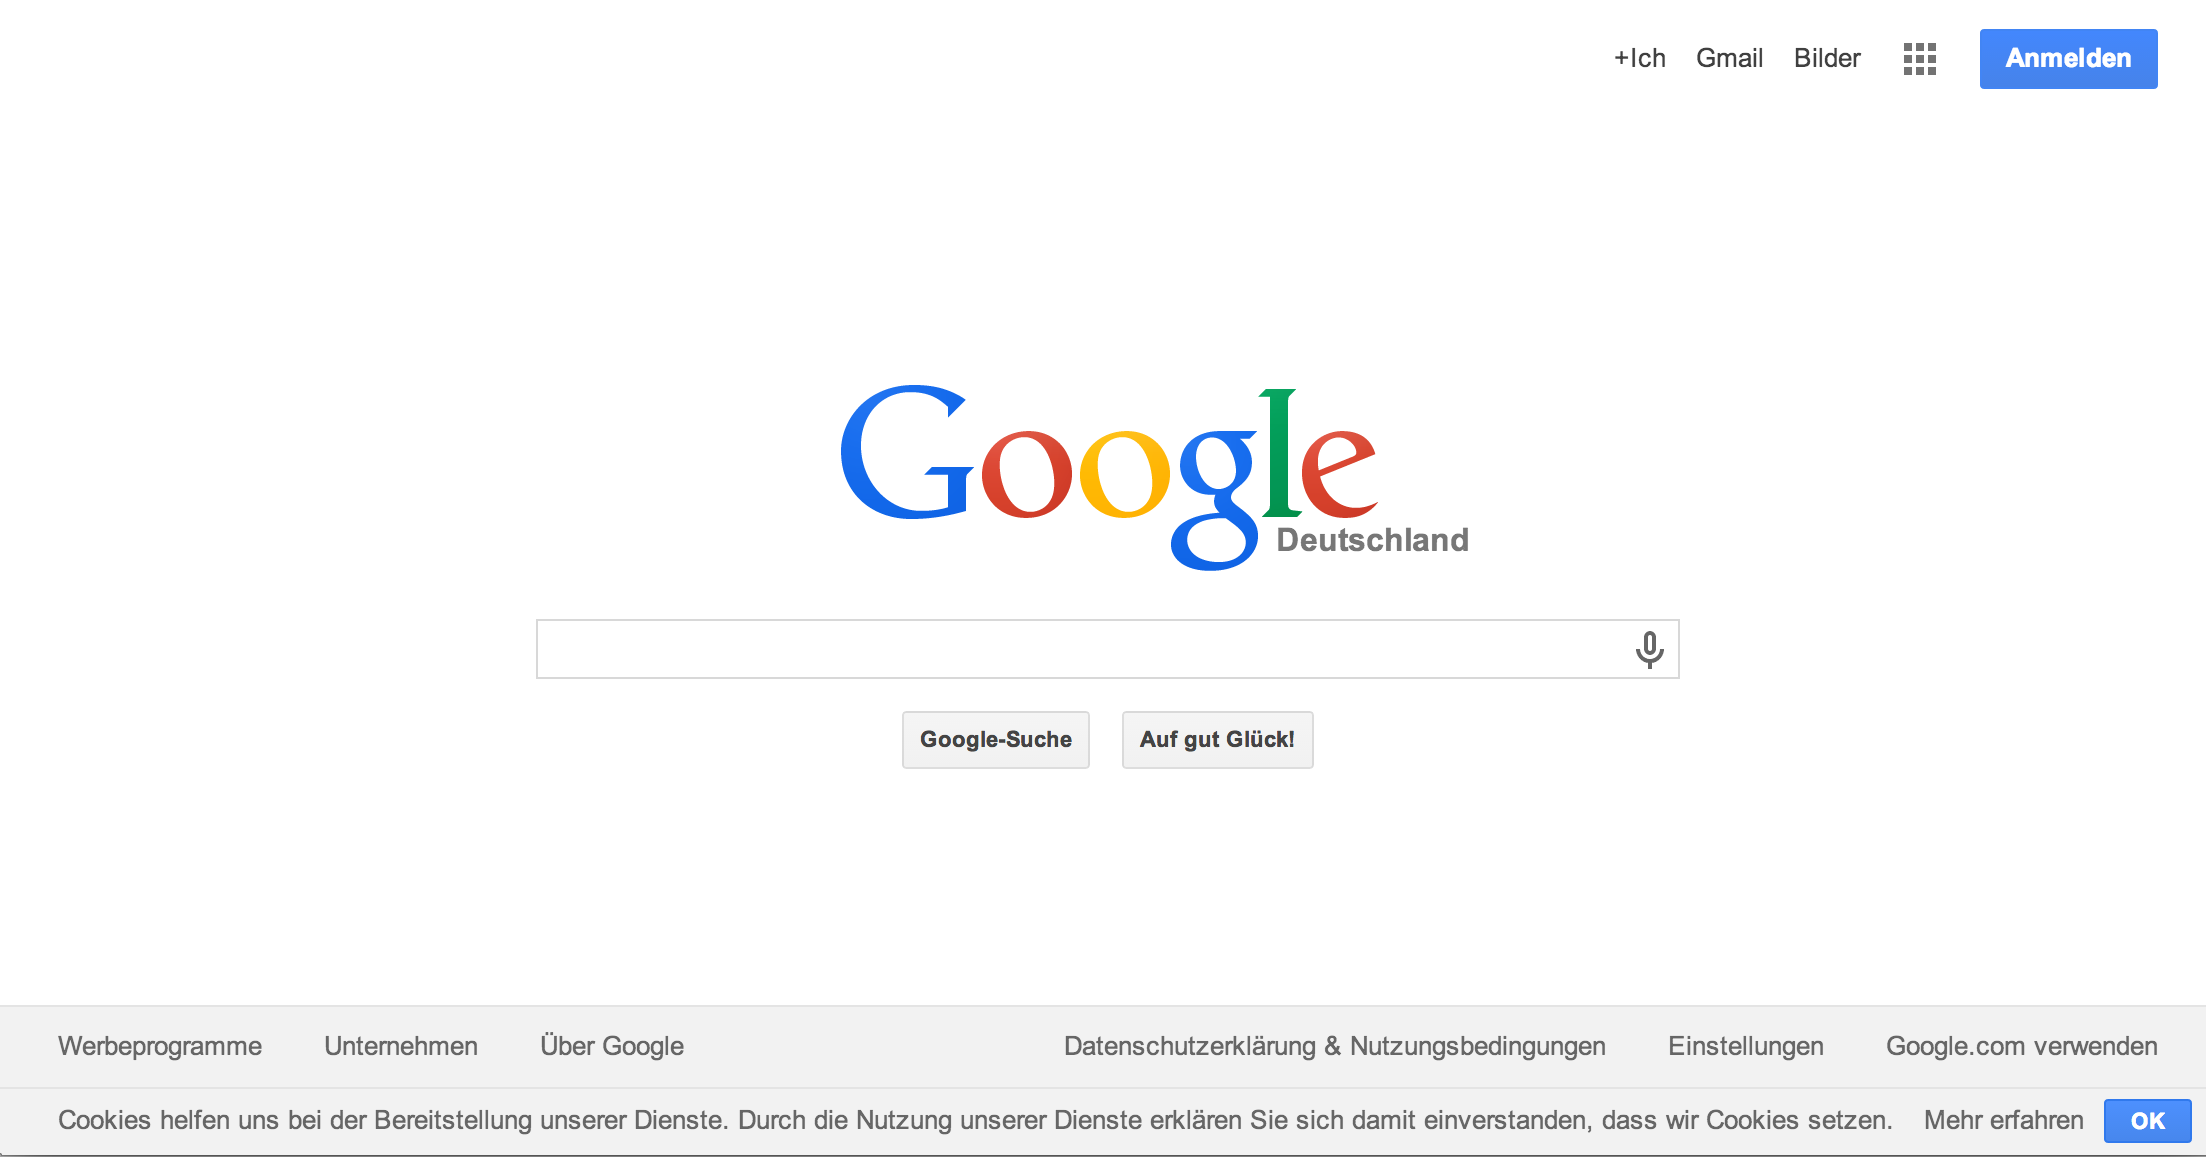 +Ich Gmail Bilder Anmelden
Google
Deutschland
Google-Suche Auf gut Glück!
Werbeprogramme Unternehmen Über Google Datenschutzerklärung & Nutzungsbedingungen Einstellungen Google.com verwenden
Cookies helfen uns bei der Bereitstellung unserer Dienste. Durch die Nutzung unserer Dienste erklären Sie sich damit einverstanden, dass wir Cookies setzen. Mehr erfahren OK